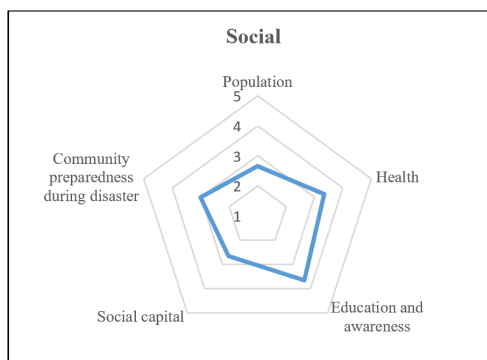 Social
Population
5
4
3
2
1
Health
Education and
awareness
Social capital
Community
preparedness
during disaster